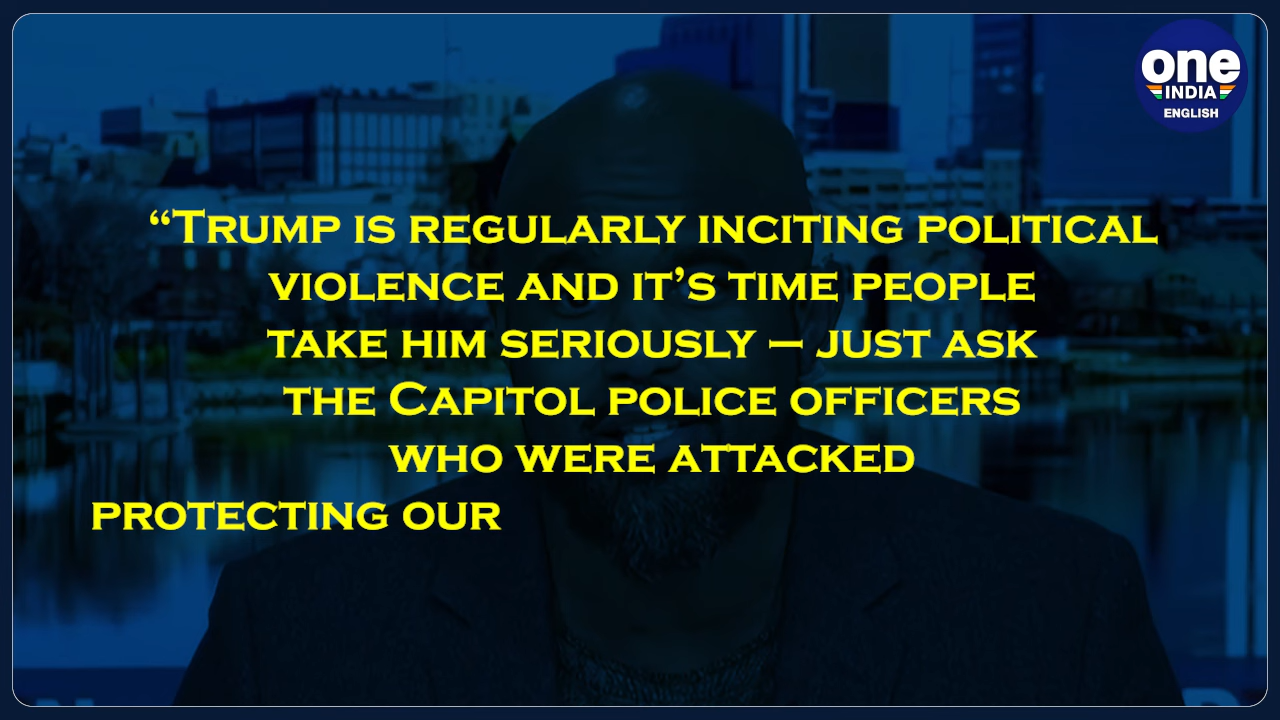 one
INDIA
ENGLISH
“Trump is regularly inciting political
violence and it’s time people
take him seriously – just ask
the Capitol police officers
who were attacked
protecting our